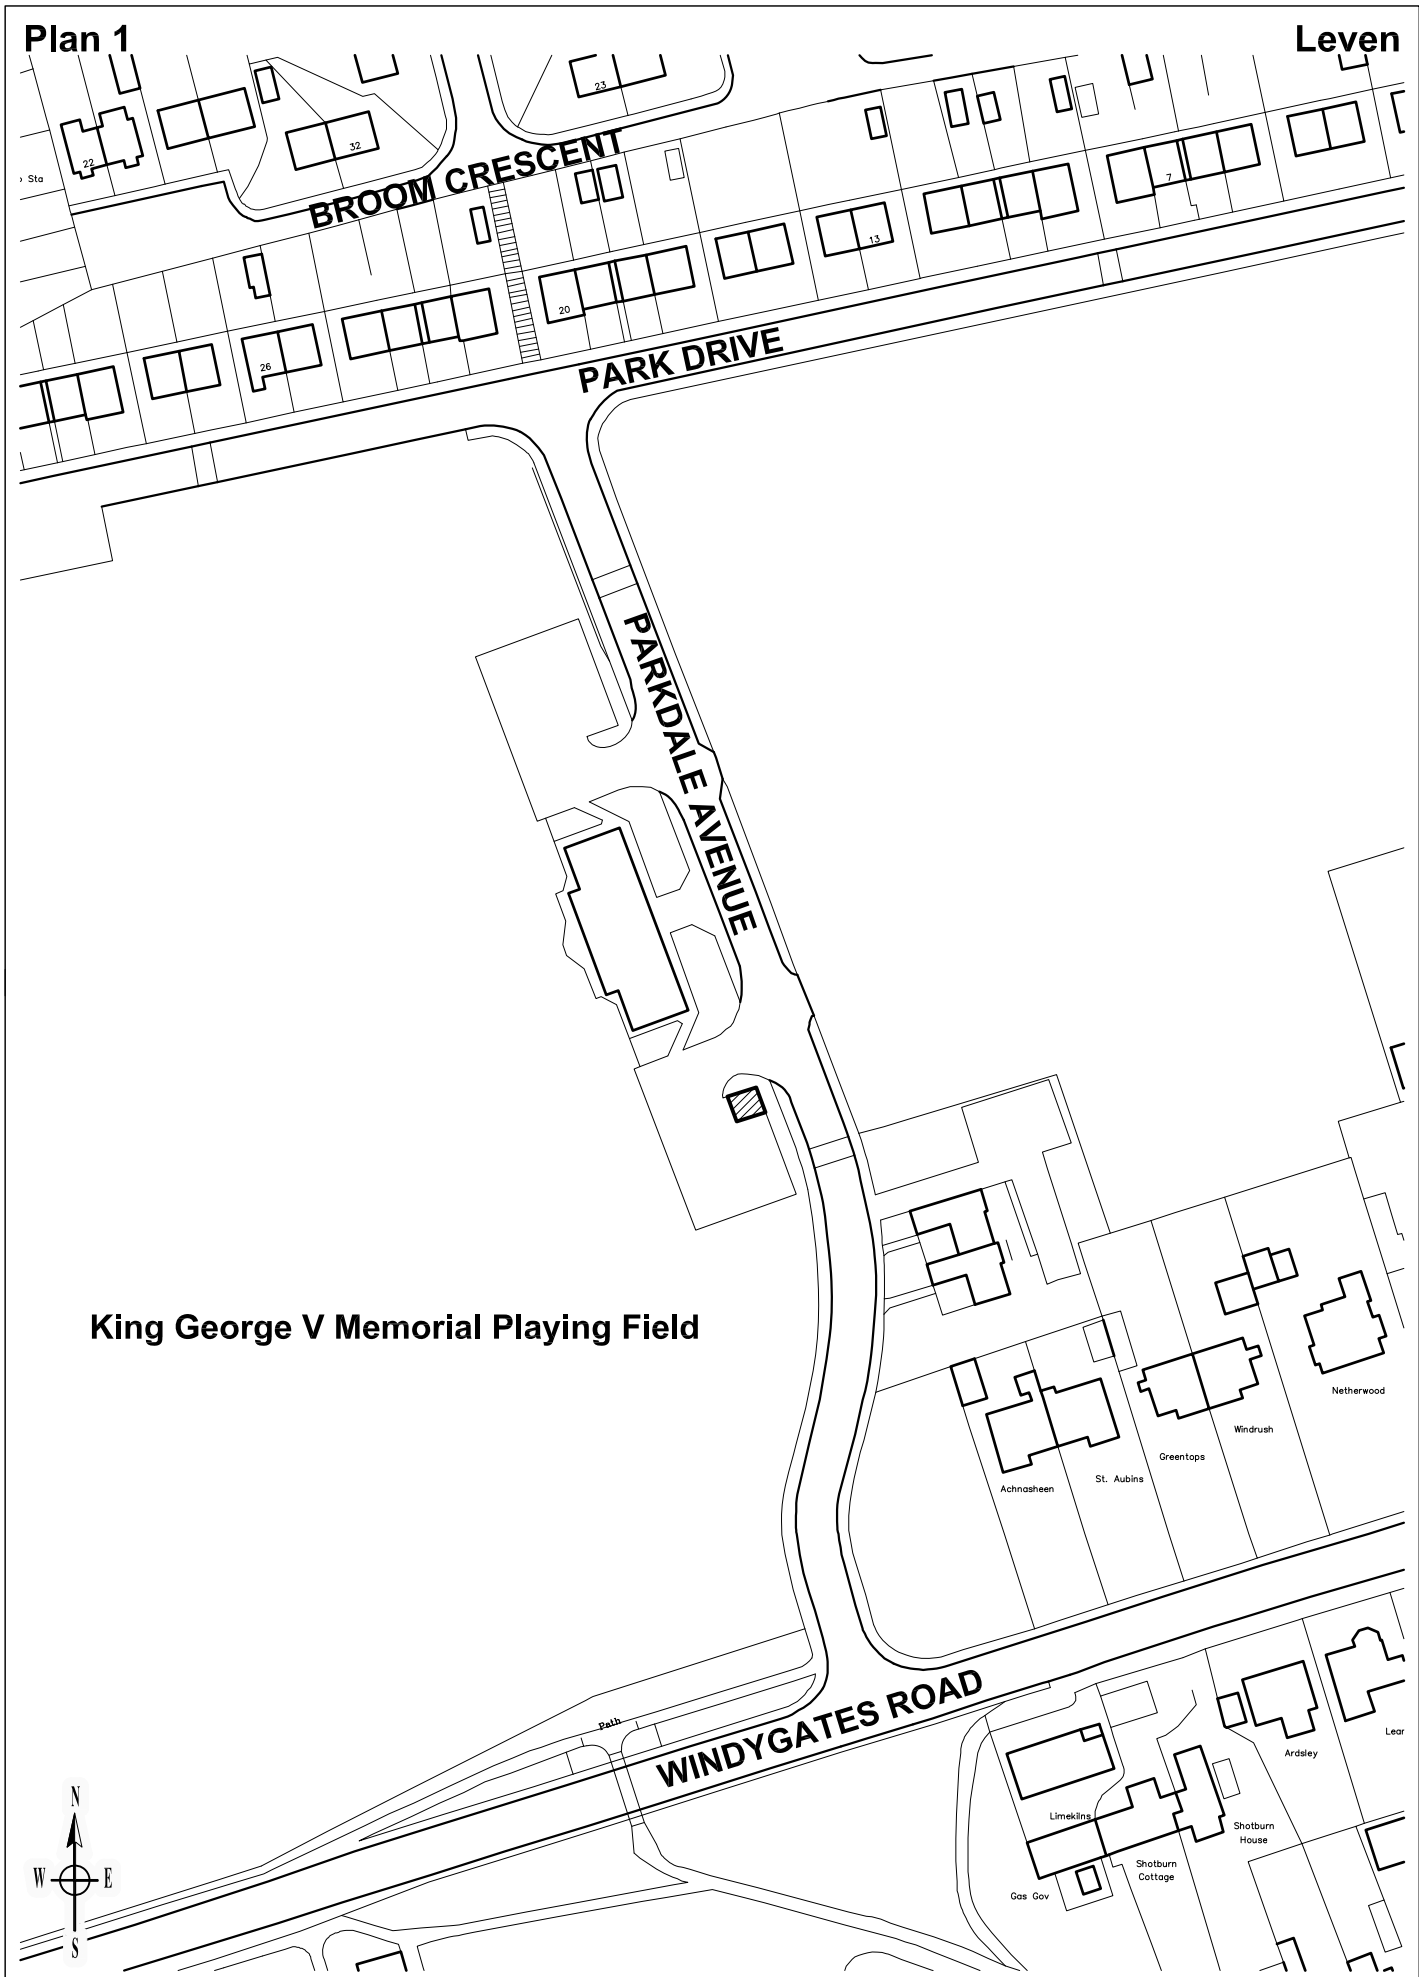 Plan 1
Leven
23
22
32
Sta
BROOM CRESCENT
7
13
20
26
PARK DRIVE
PARKDALE AVENUE
King George V Memorial Playing Field
Netherwood
Windrush
Greentops
St. Aubins
Achnasheen
Path
WINDYGATES ROAD
Lear
Ardsley
Limekilns
Shotburn
House
Shotburn
Cottage
Gas Gov
N
W E
S